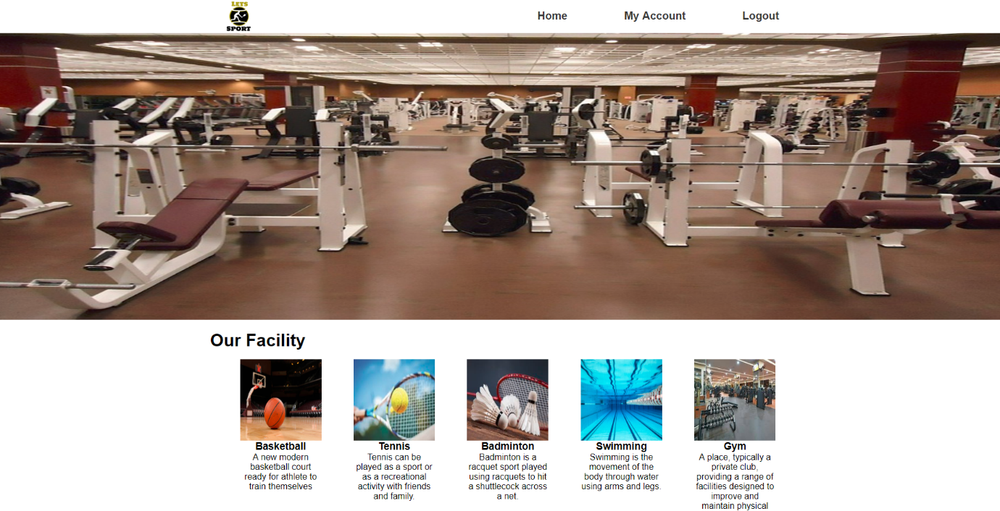 LETS
SPORT
Home
My Account
Logout
Our Facility
Basketball
A new modern
basketball court
ready for athlete to
train themselves
Tennis
Tennis can be
played as a sport or
as a recreational
activity with friends
and family.
Badminton
Badminton is a
racquet sport played
using racquets to hit
a shuttlecock across
a net.
Swimming
Swimming is the
movement of the
body through water
using arms and legs.
Gym
A place, typically a
private club,
providing a range of
facilities designed to
improve and
maintain physical